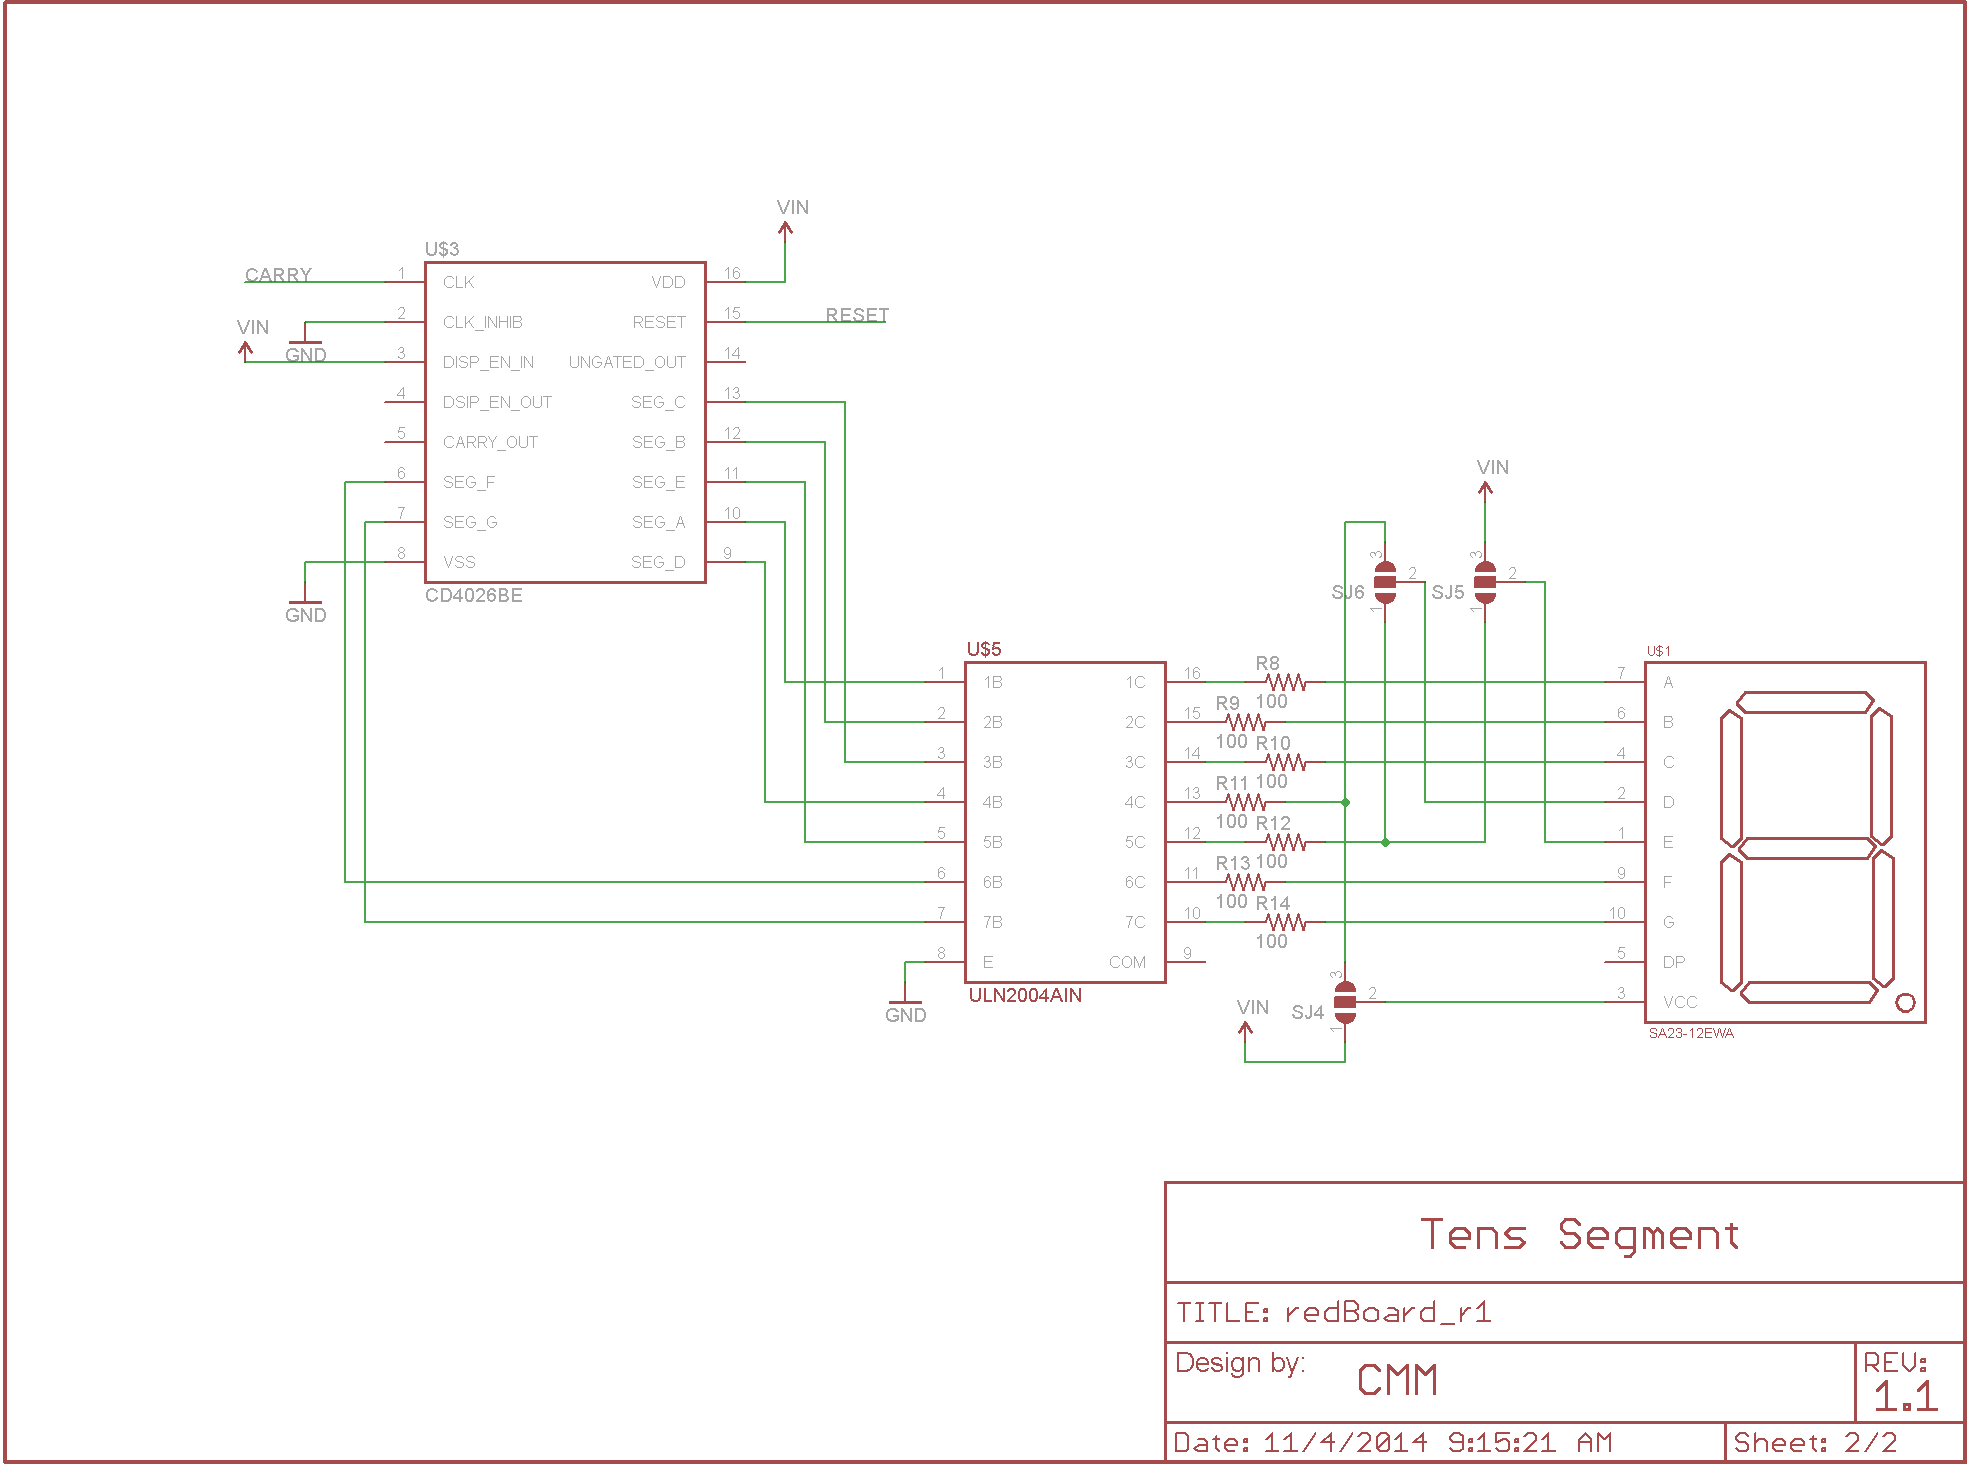 VIN
U$3
CARRY 1 CLK VDD 16
2 CLK_INHIB RESET 15 RESET
VIN
GND
3 DISP_EN_IN UNGATED_OUT 14
4 DSIP_EN_OUT SEG_C 13
5 CARRY_OUT SEG_B 12
6 SEG_F SEG_E 11
7 SEG_G SEG_A 10
8 VSS SEG_D 9
CD4026BE
GND
VIN
3 3
2 2
SJ6 SJ5
1 1
U$5
U$1
1 1B 1C 16 R8 100 7 A
2 2B 2C 15 R9 100 6 B
3 3B 3C 14 R10 100 4 C
4 4B 4C 13 R11 100 2 D
5 5B 5C 12 R12 100 1 E
6 6B 6C 11 R13 100 9 F
7 7B 7C 10 R14 100 10 G
8 E COM 9 5 DP
ULN2004AIN
GND
VIN SJ4 3 2 1 3 VCC
SA23-12EWA
Tens Segment
TITLE: redBoard_r1
Design by: CMM
REV: 1.1
Date: 11/4/2014 9:15:21 AM
Sheet: 2/2